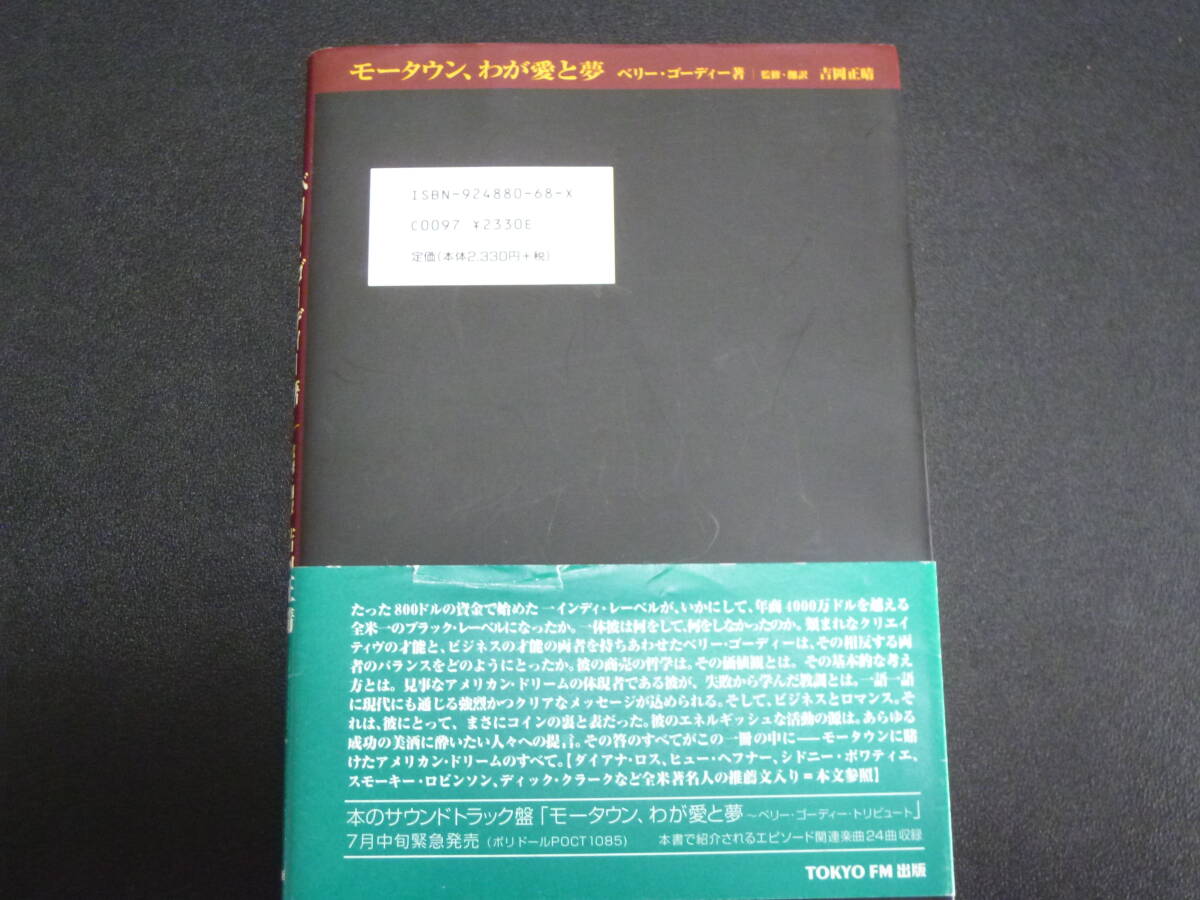 モータウン、わが愛と夢 ベリー・ゴーディー著 | 監修・翻訳 吉岡正晴
ISBN-924880-68-X
C0097 ¥2330E
定価(本体2,330円+税)
たった800ドルの資金で始めた一インディ・レーベルが、いかにして、年商4000万ドルを越える
全米一のブラック・レーベルになったか。一体彼は何をして、何をしなかったのか。類まれなクリエイ
ティヴの才能と、ビジネスの才能の両者を持ちあわせたベリー・ゴーディーは、その相反する両
者のバランスをどのようにとったか。彼の商売の哲学は。その価値観とは。その基本的な考え
方とは。見事なアメリカン・ドリームの体現者である彼が、失敗から学んだ教訓とは。一語一語
に現代にも通じる強烈かつクリアなメッセージが込められる。そして、ビジネスとロマンス。そ
れは、彼にとって、まさにコインの裏と表だった。彼のエネルギッシュな活動の源は。あらゆる
成功の美酒に酔いたい人々への提言。その答のすべてがこの一冊の中に──モータウンに賭
けたアメリカン・ドリームのすべて。【ダイアナ・ロス、ヒュー・ヘフナー、シドニー・ポワティエ、
スモーキー・ロビンソン、ディック・クラークなど全米著名人の推薦文入り=本文参照】
本のサウンドトラック盤「モータウン、わが愛と夢 ~ベリー・ゴーディー・トリビュート」
7月中旬緊急発売 (ポリドールPOCT1085) 本書で紹介されるエピソード関連楽曲24曲収録
TOKYO FM 出版